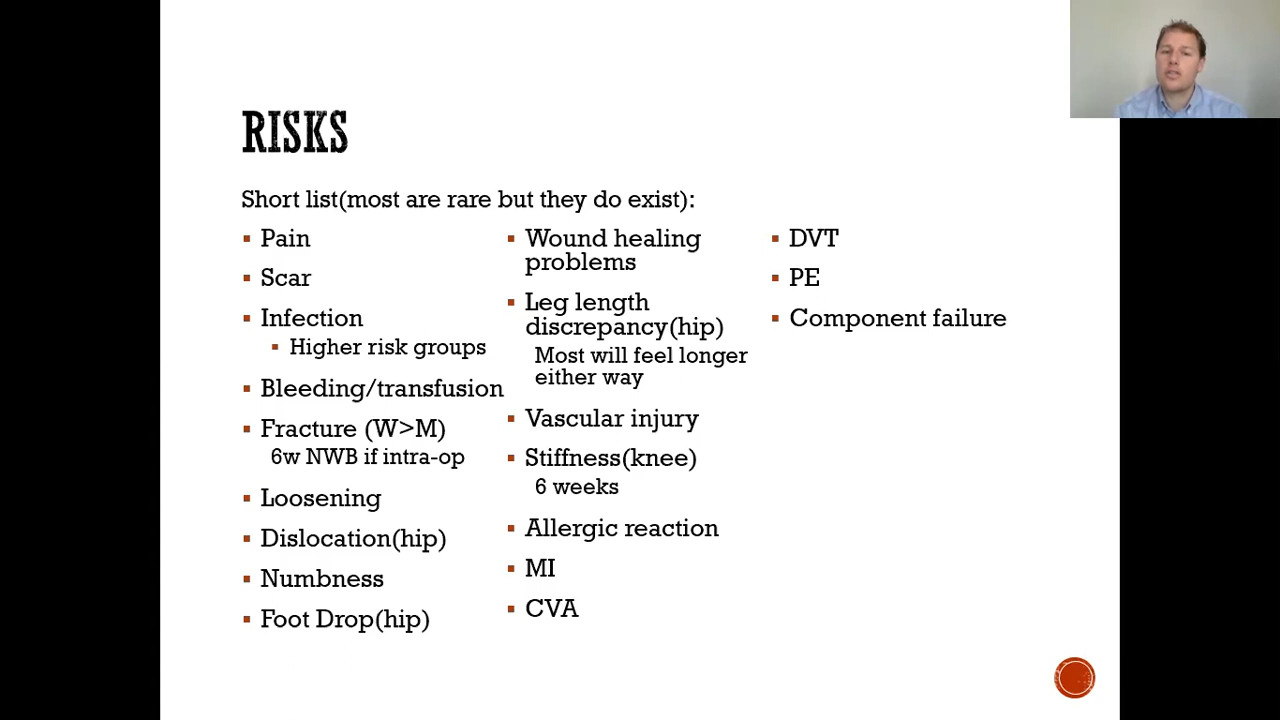 RISKS
Short list(most are rare but they do exist):
Pain
Scar
Infection
Higher risk groups
Bleeding/transfusion
Fracture (W>M)
6w NWB if intra-op
Loosening
Dislocation(hip)
Numbness
Foot Drop(hip)
Wound healing
problems
Leg length
discrepancy(hip)
Most will feel longer
either way
Vascular injury
Stiffness(knee)
6 weeks
Allergic reaction
MI
CVA
DVT
PE
Component failure